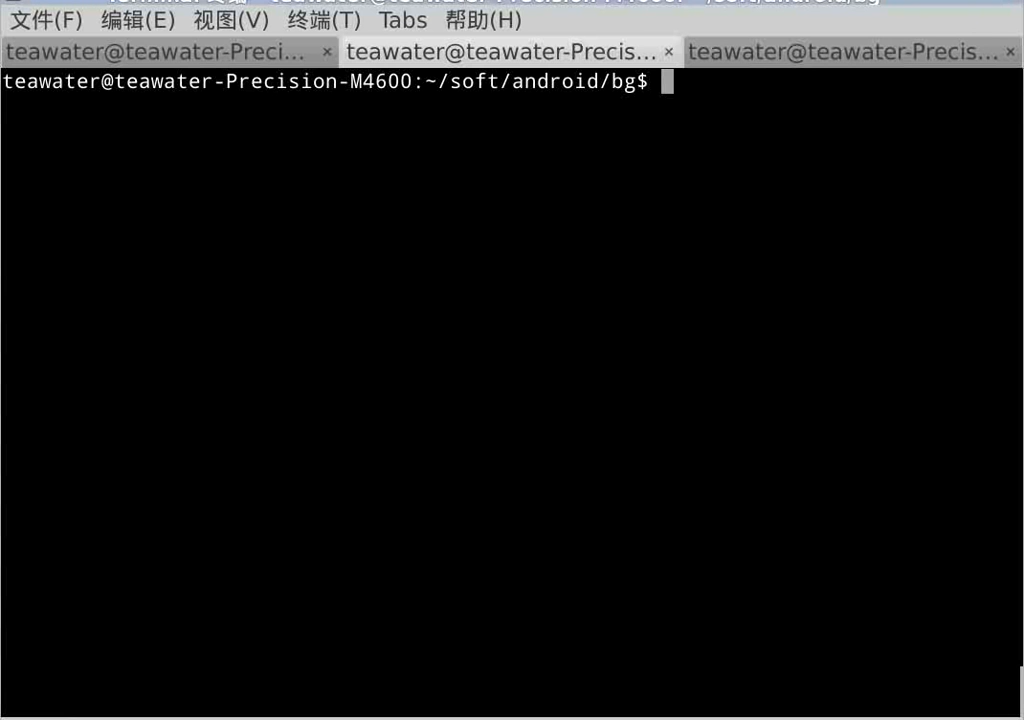 文件(F) 编辑(E) 视图(V) 终端(T) Tabs 帮助(H)
teawater@teawater-Preci... × teawater@teawater-Precis... × teawater@teawater-Precis... ×
teawater@teawater-Precision-M4600:~/soft/android/bg$